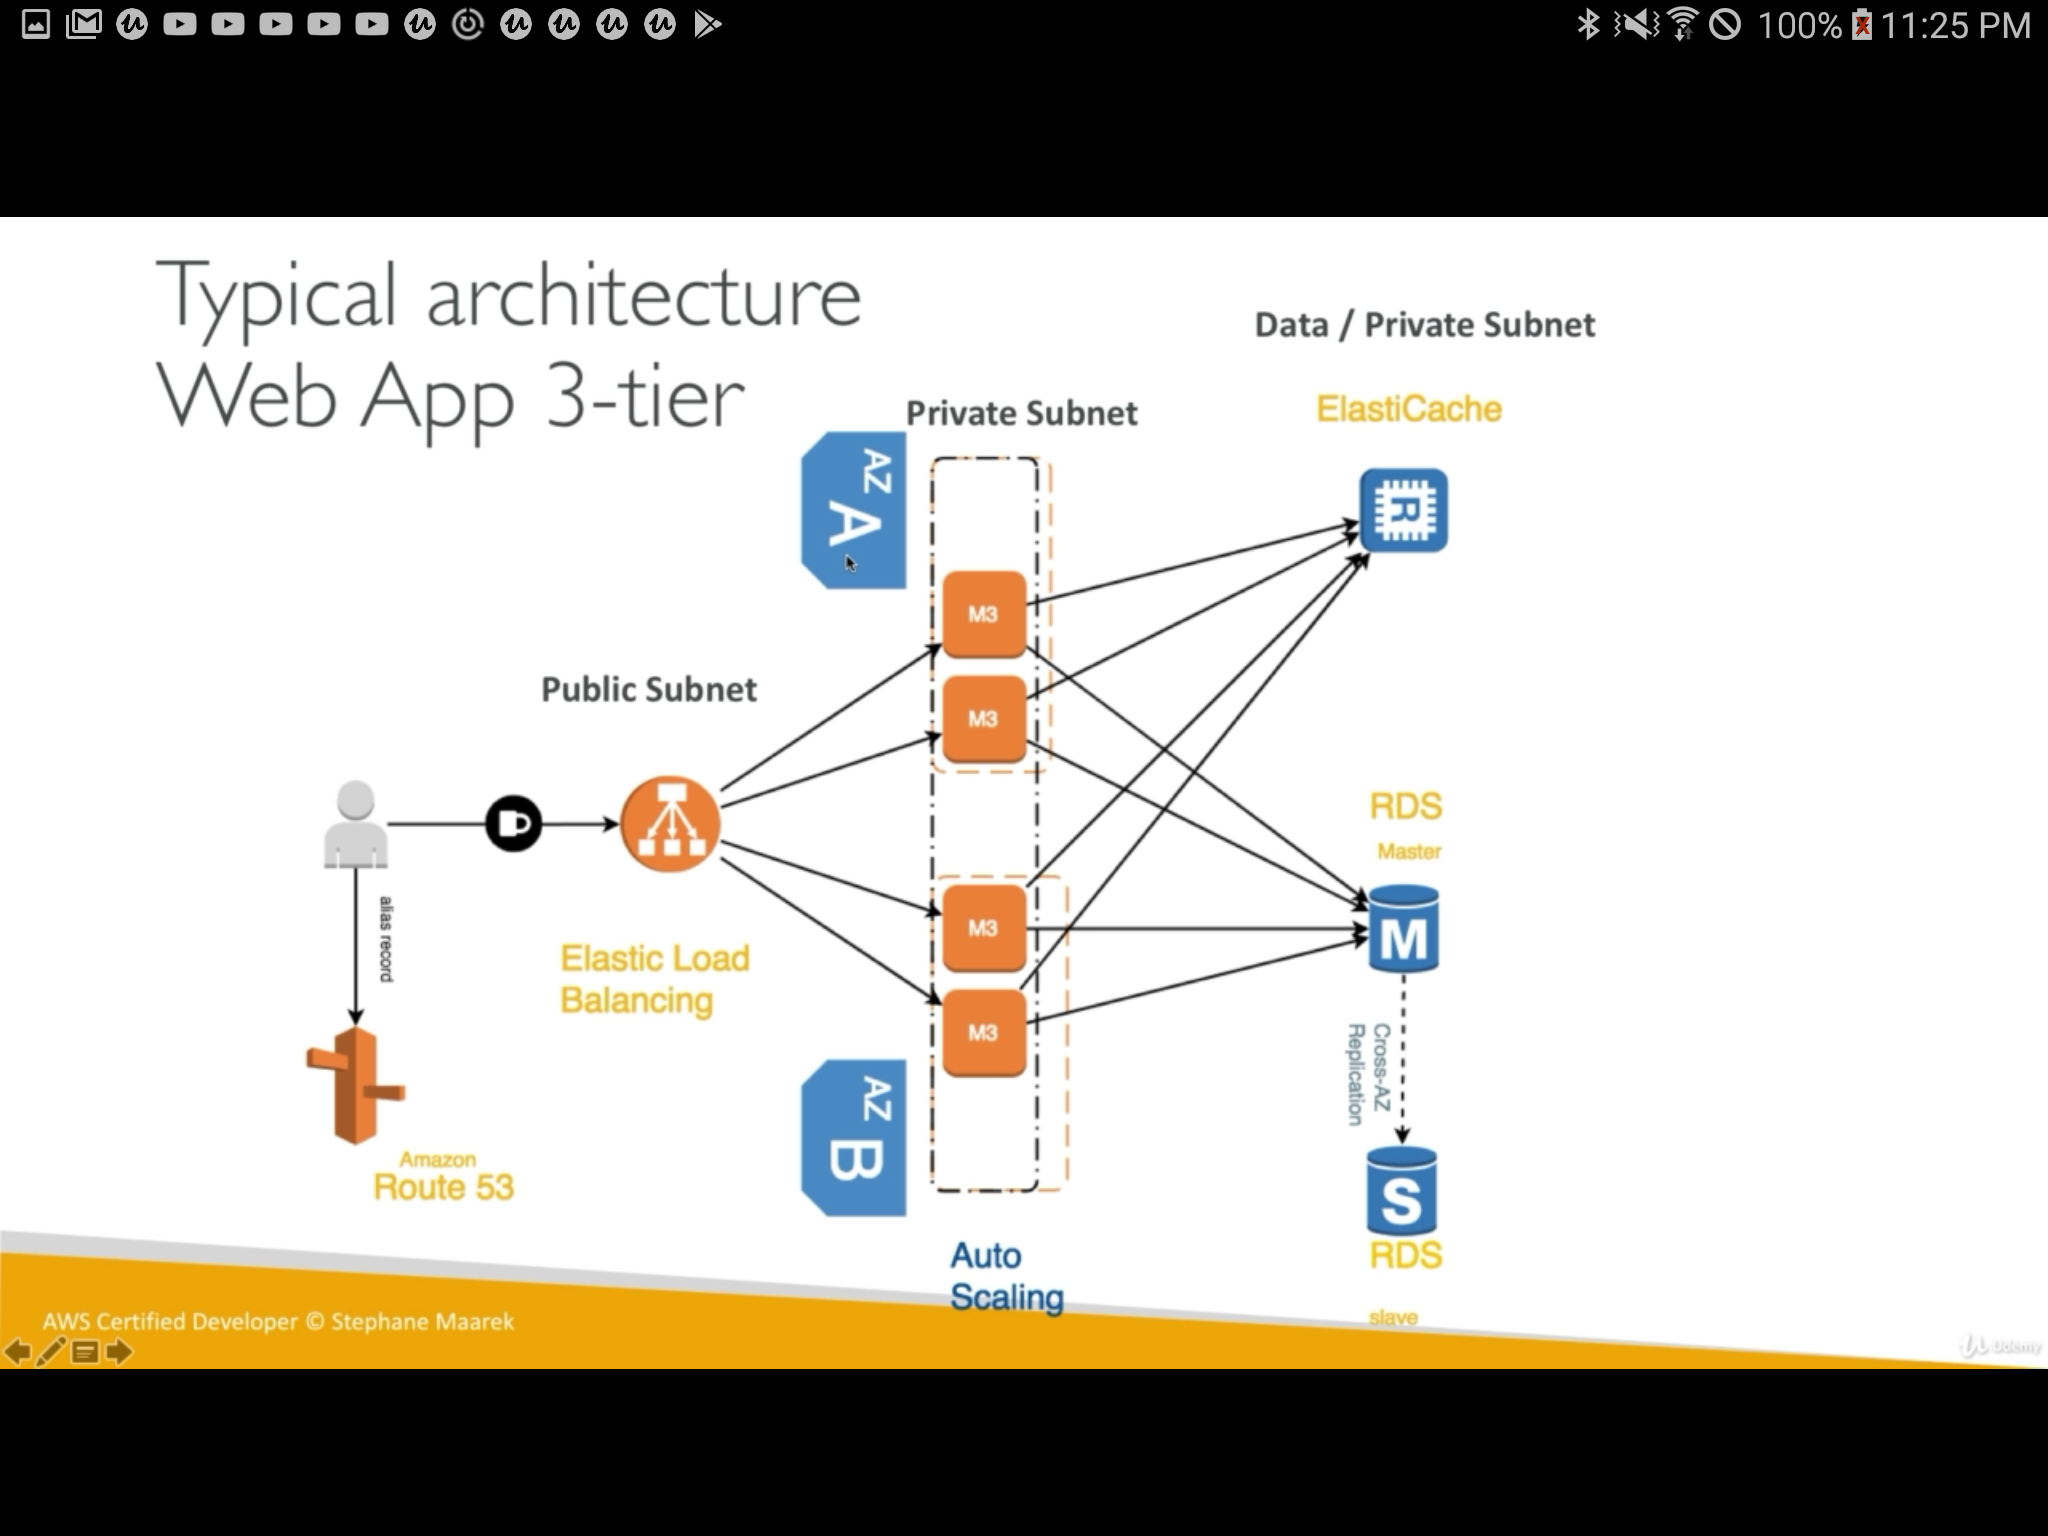 100% 11:25 PM
Typical architecture
Web App 3-tier
Data / Private Subnet
ElastiCache
Private Subnet
AZ
A
R
M3
M3
Public Subnet
RDS
Master
M
M3
alias record
Elastic Load
Balancing
M3
Cross-AZ
Replication
AZ
B
Amazon
Route 53
S
RDS
slave
Auto
Scaling
AWS Certified Developer © Stephane Maarek
Udemy